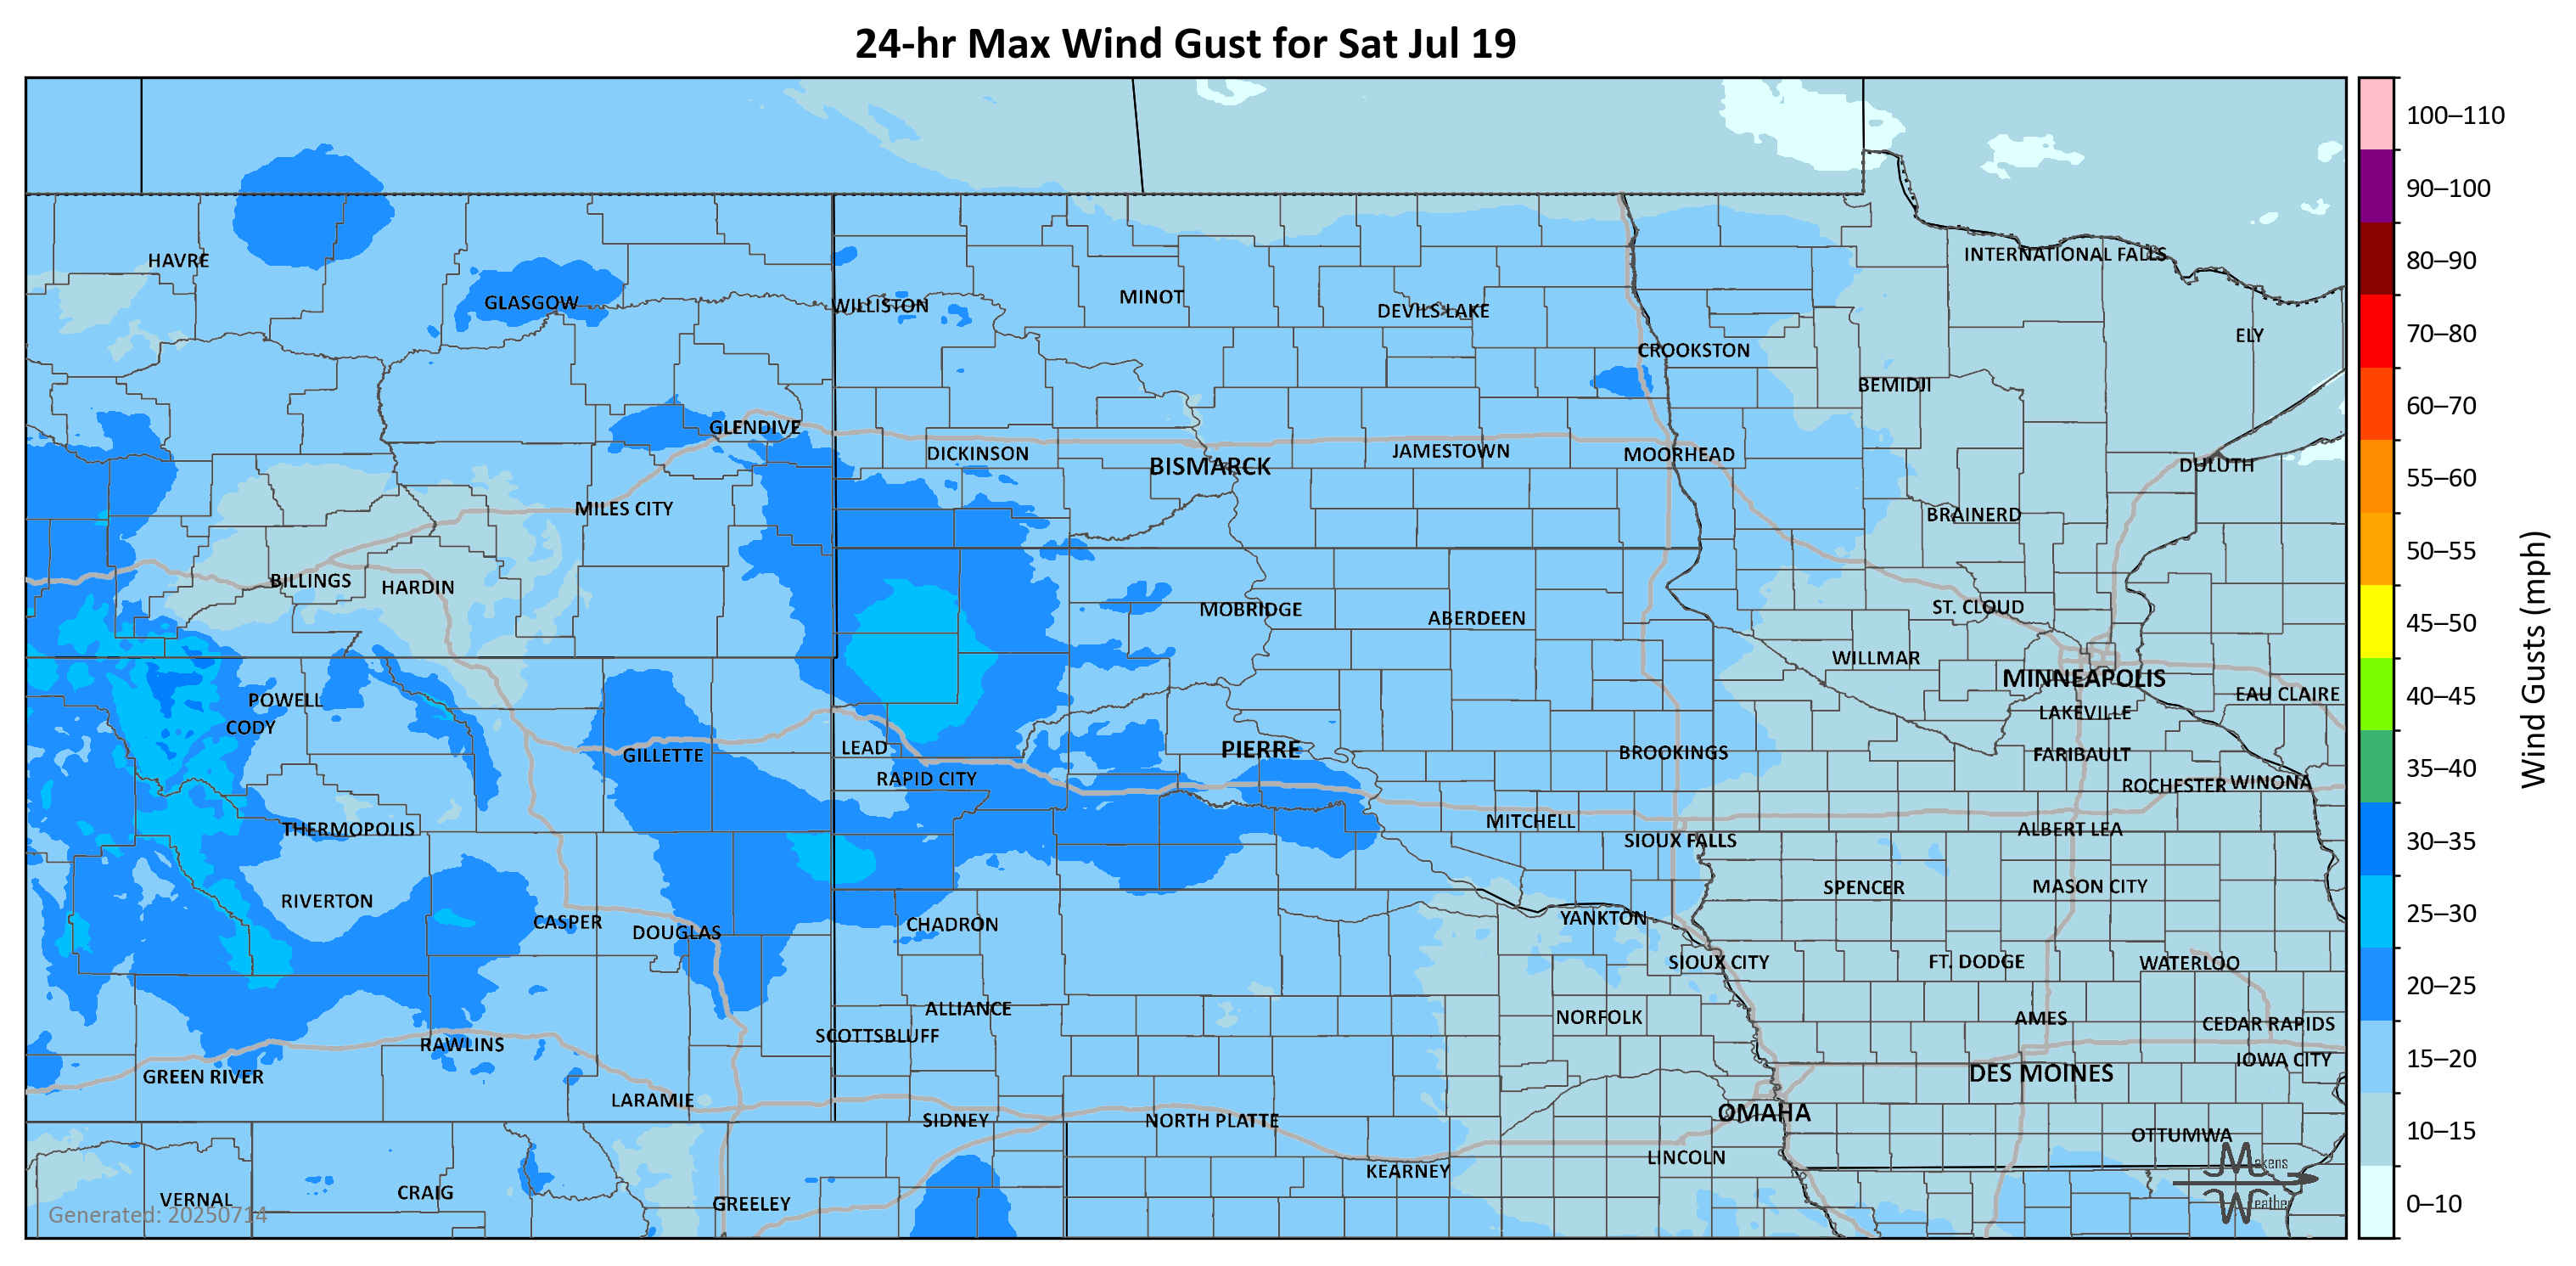 24-hr Max Wind Gust for Sat Jul 19
100–110
90–100
80–90
70–80
60–70
55–60
50–55
45–50
40–45
35–40
30–35
25–30
20–25
15–20
10–15
0–10
Wind Gusts (mph)
HAVRE
GLASGOW
WILLISTON
MINOT
DEVILS LAKE
INTERNATIONAL FALLS
CROOKSTON
ELY
BEMIDJI
GLENDIVE
DICKINSON
BISMARCK
JAMESTOWN
MOORHEAD
DULUTH
MILES CITY
BRAINERD
BILLINGS
HARDIN
MOBRIDGE
ABERDEEN
ST. CLOUD
WILLMAR
MINNEAPOLIS
EAU CLAIRE
POWELL
CODY
LAKEVILLE
GILLETTE
LEAD
PIERRE
BROOKINGS
FARIBAULT
RAPID CITY
ROCHESTER
WINONA
THERMOPOLIS
MITCHELL
SIOUX FALLS
ALBERT LEA
RIVERTON
SPENCER
MASON CITY
CASPER
DOUGLAS
CHADRON
YANKTON
SIOUX CITY
FT. DODGE
WATERLOO
ALLIANCE
NORFOLK
AMES
CEDAR RAPIDS
SCOTTSBLUFF
RAWLINS
IOWA CITY
GREEN RIVER
DES MOINES
LARAMIE
SIDNEY
NORTH PLATTE
OMAHA
OTTUMWA
LINCOLN
KEARNEY
VERNAL
CRAIG
GREELEY
Generated: 20250714
Makens
Weather